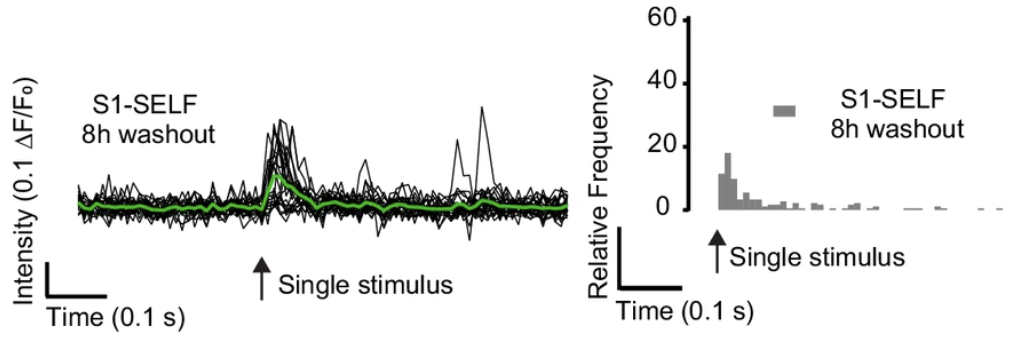 Intensity (0.1 ΔF/F₀)
S1-SELF
8h washout
Single stimulus
Time (0.1 s)
Relative Frequency
60
40
20
0
S1-SELF
8h washout
Single stimulus
Time (0.1 s)